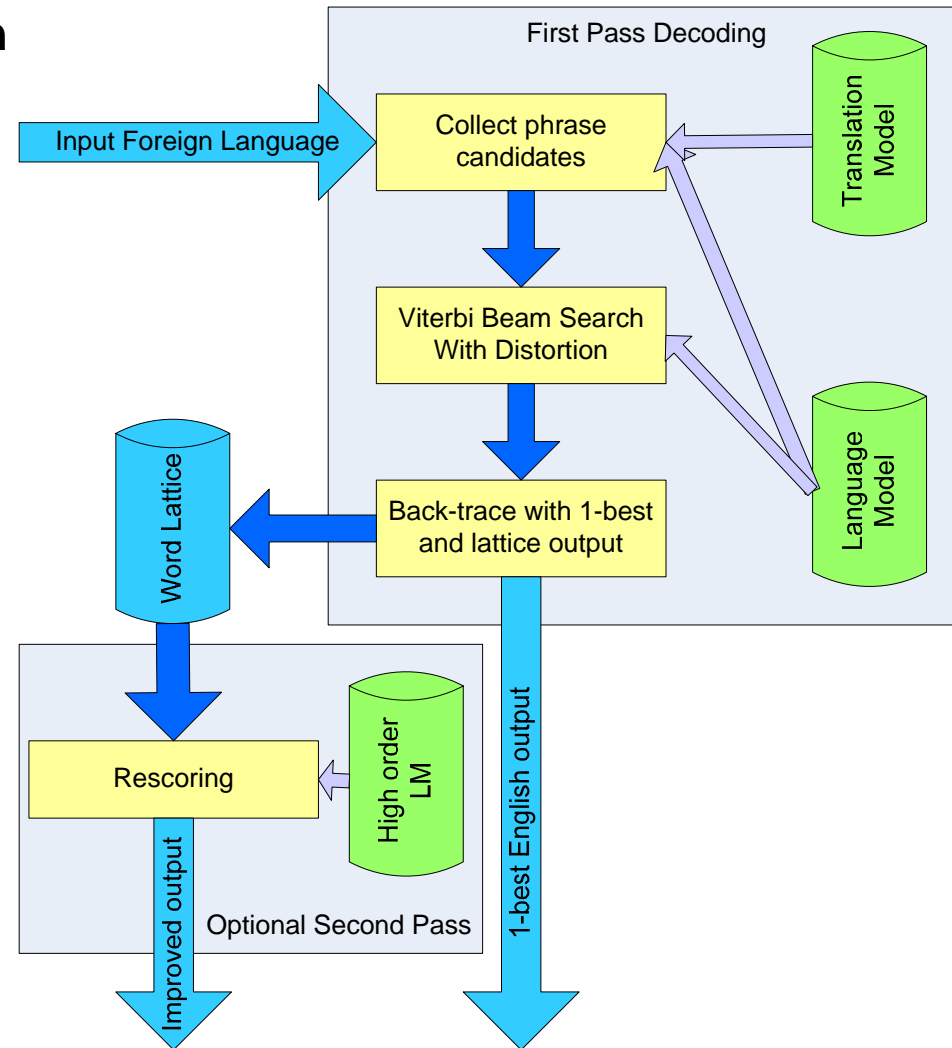 First Pass Decoding
Input Foreign Language
Collect phrase
candidates
Translation
Model
Viterbi Beam Search
With Distortion
Language
Model
Word Lattice
Back-trace with 1-best
and lattice output
Rescoring
High order
LM
Improved output
Optional Second Pass
1-best English output